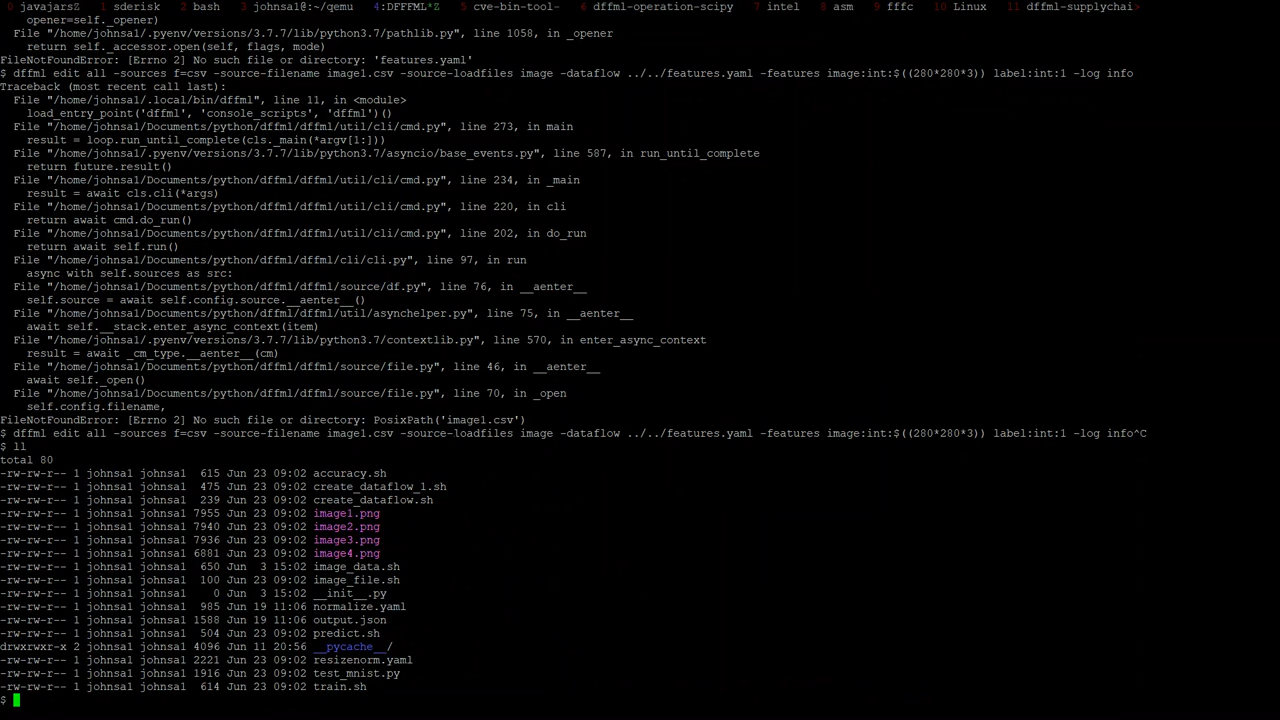 0 javajarsZ 1 sderisk 2 bash 3 johnsa1@:~/qemu 4:DFFFML*Z 5 cve-bin-tool- 6 dffml-operation-scipy 7 intel 8 asm 9 fffc 10 Linux 11 dffml-supplychai>
opener=self._opener)
File "/home/johnsa1/.pyenv/versions/3.7.7/lib/python3.7/pathlib.py", line 1058, in _opener
return self._accessor.open(self, flags, mode)
FileNotFoundError: [Errno 2] No such file or directory: 'features.yaml'
$ dffml edit all -sources f=csv -source-filename image1.csv -source-loadfiles image -dataflow ../../features.yaml -features image:int:$((280*280*3)) label:int:1 -log info
Traceback (most recent call last):
File "/home/johnsa1/.local/bin/dffml", line 11, in <module>
load_entry_point('dffml', 'console_scripts', 'dffml')()
File "/home/johnsa1/Documents/python/dffml/dffml/util/cli/cmd.py", line 273, in main
result = loop.run_until_complete(cls._main(*argv[1:]))
File "/home/johnsa1/.pyenv/versions/3.7.7/lib/python3.7/asyncio/base_events.py", line 587, in run_until_complete
return future.result()
File "/home/johnsa1/Documents/python/dffml/dffml/util/cli/cmd.py", line 234, in _main
result = await cls.cli(*args)
File "/home/johnsa1/Documents/python/dffml/dffml/util/cli/cmd.py", line 220, in cli
return await cmd.do_run()
File "/home/johnsa1/Documents/python/dffml/dffml/util/cli/cmd.py", line 202, in do_run
return await self.run()
File "/home/johnsa1/Documents/python/dffml/dffml/cli/cli.py", line 97, in run
async with self.sources as src:
File "/home/johnsa1/Documents/python/dffml/dffml/source/df.py", line 76, in __aenter__
self.source = await self.config.source.__aenter__()
File "/home/johnsa1/Documents/python/dffml/dffml/util/asynchelper.py", line 75, in __aenter__
await self.__stack.enter_async_context(item)
File "/home/johnsa1/.pyenv/versions/3.7.7/lib/python3.7/contextlib.py", line 570, in enter_async_context
result = await _cm_type.__aenter__(cm)
File "/home/johnsa1/Documents/python/dffml/dffml/source/file.py", line 46, in __aenter__
await self._open()
File "/home/johnsa1/Documents/python/dffml/dffml/source/file.py", line 70, in _open
self.config.filename,
FileNotFoundError: [Errno 2] No such file or directory: PosixPath('image1.csv')
$ dffml edit all -sources f=csv -source-filename image1.csv -source-loadfiles image -dataflow ../../features.yaml -features image:int:$((280*280*3)) label:int:1 -log info^C
$ ll
total 80
-rw-rw-r-- 1 johnsa1 johnsa1 615 Jun 23 09:02 accuracy.sh
-rw-rw-r-- 1 johnsa1 johnsa1 475 Jun 23 09:02 create_dataflow_1.sh
-rw-rw-r-- 1 johnsa1 johnsa1 239 Jun 23 09:02 create_dataflow.sh
-rw-rw-r-- 1 johnsa1 johnsa1 7955 Jun 23 09:02 image1.png
-rw-rw-r-- 1 johnsa1 johnsa1 7940 Jun 23 09:02 image2.png
-rw-rw-r-- 1 johnsa1 johnsa1 7936 Jun 23 09:02 image3.png
-rw-rw-r-- 1 johnsa1 johnsa1 6881 Jun 23 09:02 image4.png
-rw-rw-r-- 1 johnsa1 johnsa1 650 Jun 3 15:02 image_data.sh
-rw-rw-r-- 1 johnsa1 johnsa1 100 Jun 23 09:02 image_file.sh
-rw-rw-r-- 1 johnsa1 johnsa1 0 Jun 3 15:02 __init__.py
-rw-rw-r-- 1 johnsa1 johnsa1 985 Jun 19 11:06 normalize.yaml
-rw-rw-r-- 1 johnsa1 johnsa1 1588 Jun 19 11:06 output.json
-rw-rw-r-- 1 johnsa1 johnsa1 504 Jun 23 09:02 predict.sh
drwxrwxr-x 2 johnsa1 johnsa1 4096 Jun 11 20:56 __pycache__/
-rw-rw-r-- 1 johnsa1 johnsa1 2221 Jun 23 09:02 resizenorm.yaml
-rw-rw-r-- 1 johnsa1 johnsa1 1916 Jun 23 09:02 test_mnist.py
-rw-rw-r-- 1 johnsa1 johnsa1 614 Jun 23 09:02 train.sh
$